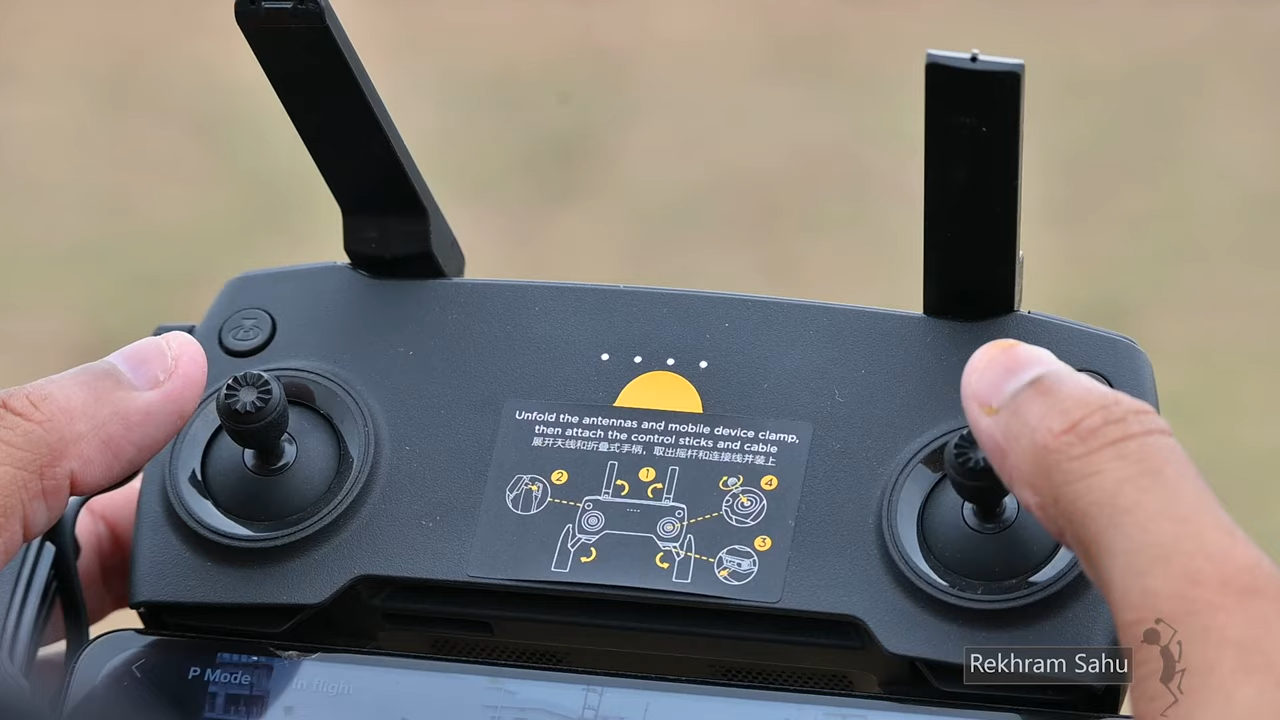 Unfold the antennas and mobile device clamp,
then attach the control sticks and cable
展开天线和折叠式手柄，取出摇杆和连接线并装上
2
1
4
3
P Mode
In flight
Rekhram Sahu